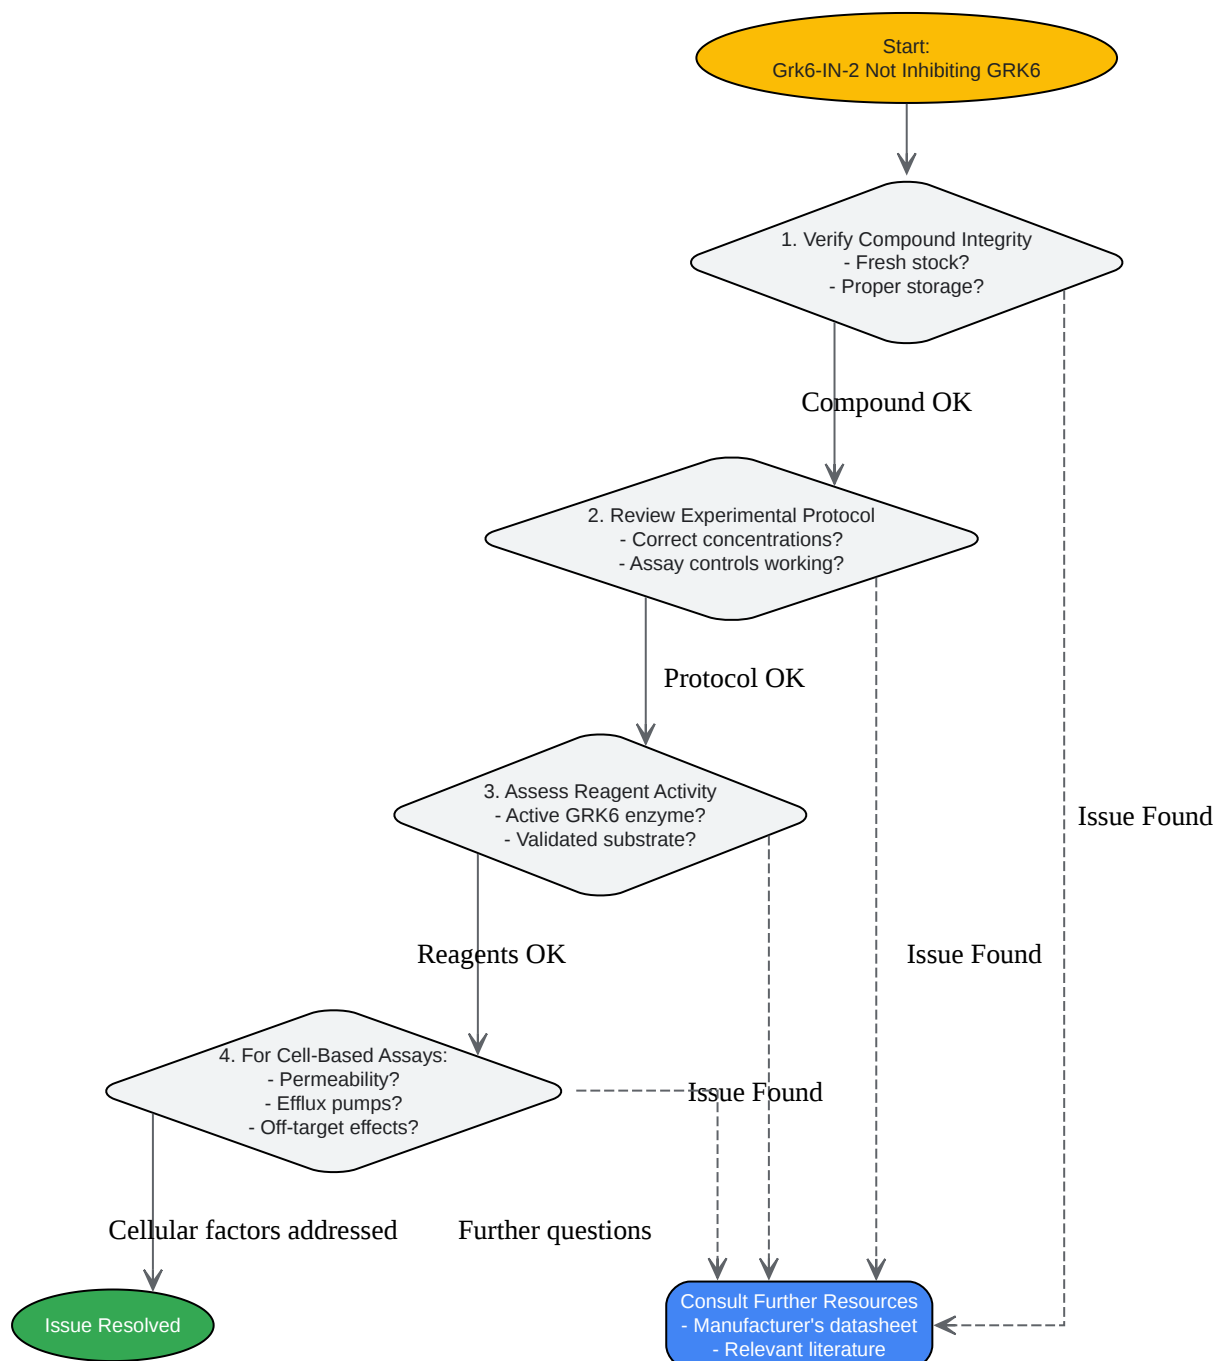 Start:
Grk6-IN-2 Not Inhibiting GRK6
1. Verify Compound Integrity
- Fresh stock?
- Proper storage?
Compound OK
2. Review Experimental Protocol
- Correct concentrations?
- Assay controls working?
Protocol OK
3. Assess Reagent Activity
- Active GRK6 enzyme?
- Validated substrate?
Issue Found
Reagents OK
Issue Found
4. For Cell-Based Assays:
- Permeability?
- Efflux pumps?
- Off-target effects?
Issue Found
Cellular factors addressed
Further questions
Issue Resolved
Consult Further Resources
- Manufacturer's datasheet
- Relevant literature